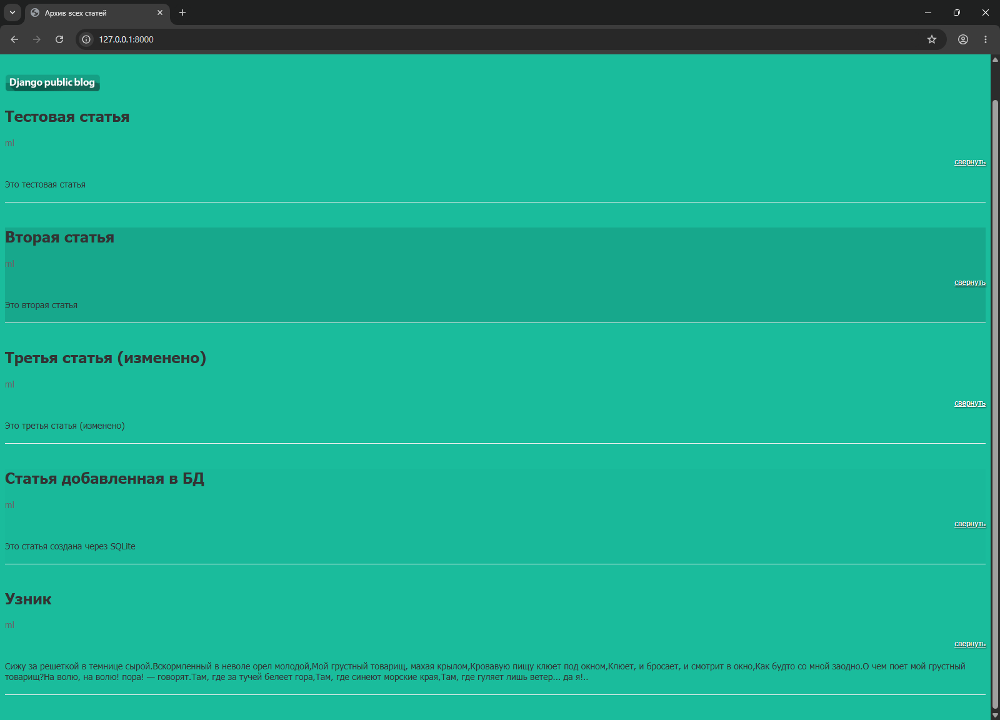 Архив всех статей
127.0.0.1:8000
Django public blog
Тестовая статья
ml
свернуть
Это тестовая статья
Вторая статья
ml
свернуть
Это вторая статья
Третья статья (изменено)
ml
свернуть
Это третья статья (изменено)
Статья добавленная в БД
ml
свернуть
Это статья создана через SQLite
Узник
ml
свернуть
Сижу за решеткой в темнице сырой.Вскормленный в неволе орел молодой,Мой грустный товарищ, махая крылом,Кровавую пищу клюет под окном,Клюет, и бросает, и смотрит в окно,Как будто со мной заодно.О чем поет мой грустный
товарищ?На волю, на волю! пора! — говорят.Там, где за тучей белеет гора,Там, где синеют морские края,Там, где гуляет лишь ветер... да я!..